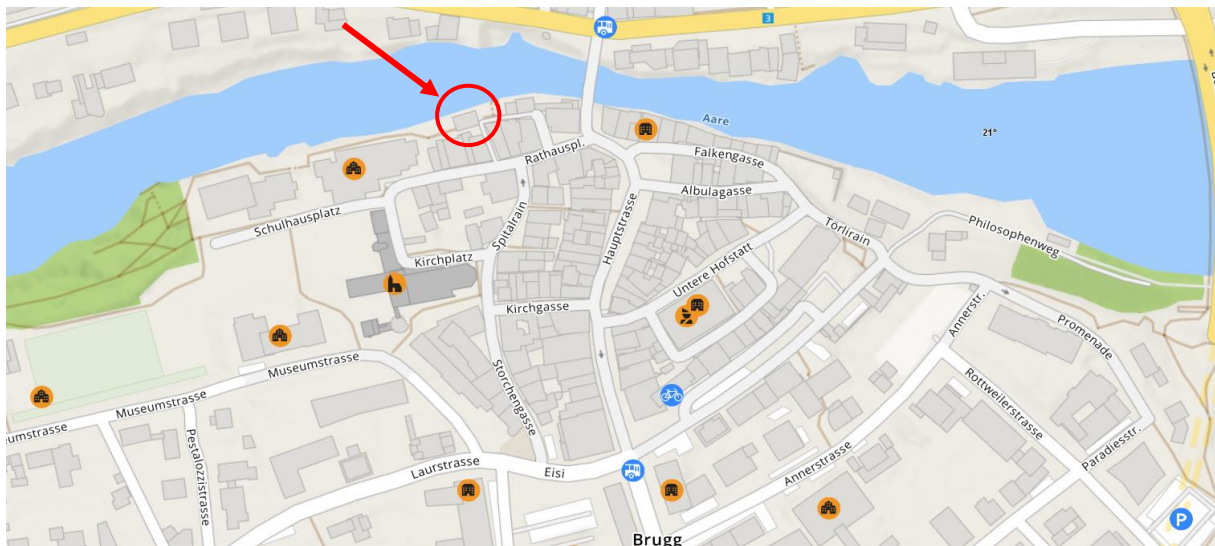 3
Aare
21°
Rathauspl.
Falkengasse
Albulagasse
Schulhausplatz
Spitalrain
Hauptstrasse
Törlirain
Philosophenweg
Kirchplatz
Untere Hofstatt
Kirchgasse
Annerstr.
Promenade
Museumstrasse
Museumstrasse
umstrasse
Storchengasse
Rottweilerstrasse
Pestalozzistrasse
Laurstrasse
Eisi
Annerstrasse
Paradiesstr.
P
Brugg